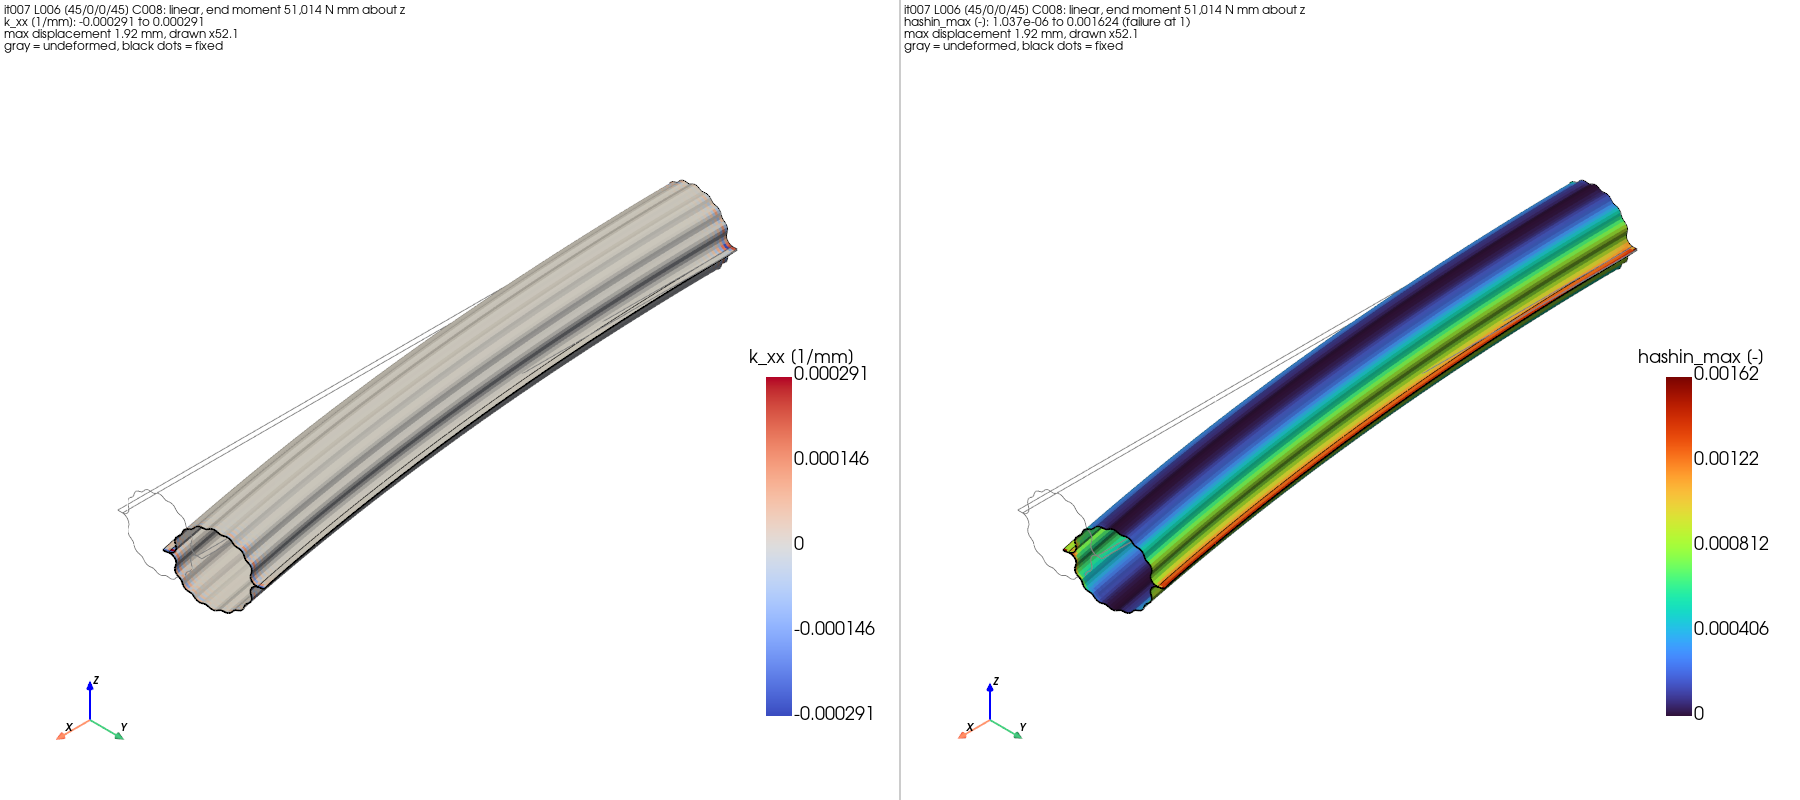 it007 L006 (45/0/0/45) C008: linear, end moment 51,014 N mm about z
k_xx (1/mm): -0.000291 to 0.000291
max displacement 1.92 mm, drawn x52.1
gray = undeformed, black dots = fixed
k_xx (1/mm)
0.000291
0.000146
0
-0.000146
-0.000291
Z
X
Y
it007 L006 (45/0/0/45) C008: linear, end moment 51,014 N mm about z
hashin_max (-): 1.037e-06 to 0.001624 (failure at 1)
max displacement 1.92 mm, drawn x52.1
gray = undeformed, black dots = fixed
hashin_max (-)
0.00162
0.00122
0.000812
0.000406
0
Z
X
Y